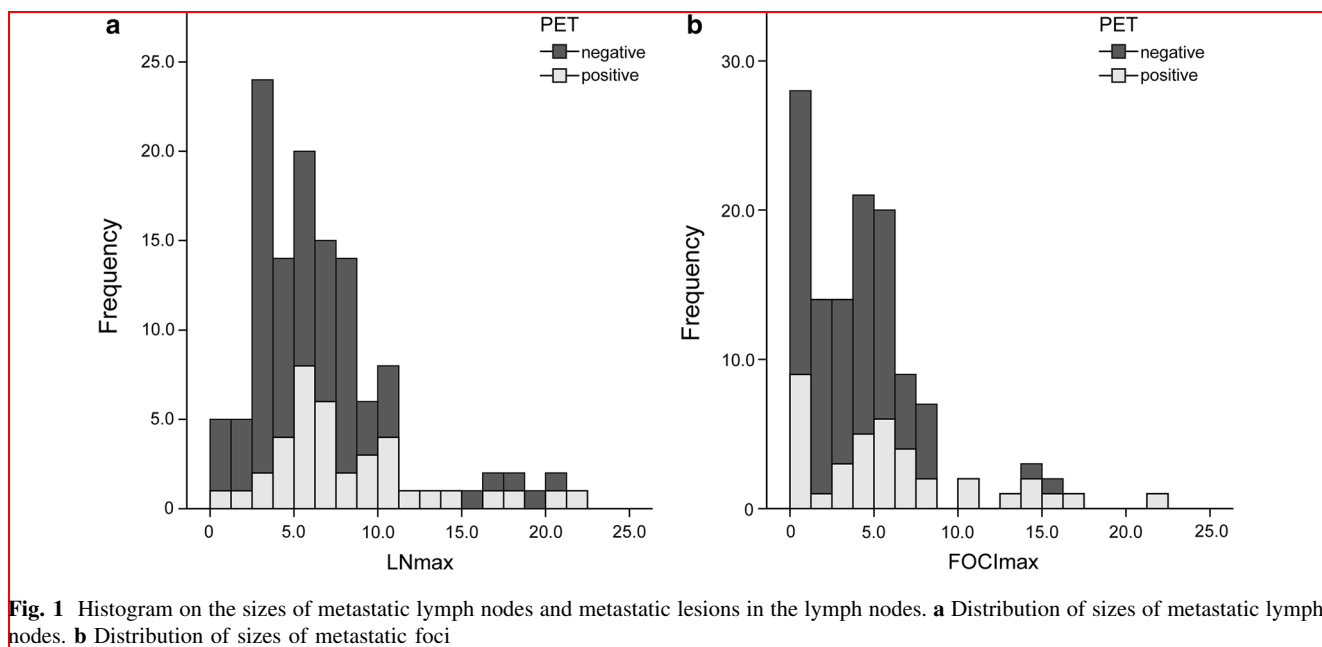 a
PET
negative
positive
25.0
20.0
15.0
10.0
5.0
0
Frequency
0 5.0 10.0 15.0 20.0 25.0
LNmax
b
PET
negative
positive
30.0
20.0
10.0
0
Frequency
0 5.0 10.0 15.0 20.0 25.0
FOCImax
Fig. 1 Histogram on the sizes of metastatic lymph nodes and metastatic lesions in the lymph nodes. a Distribution of sizes of metastatic lymph
nodes. b Distribution of sizes of metastatic foci